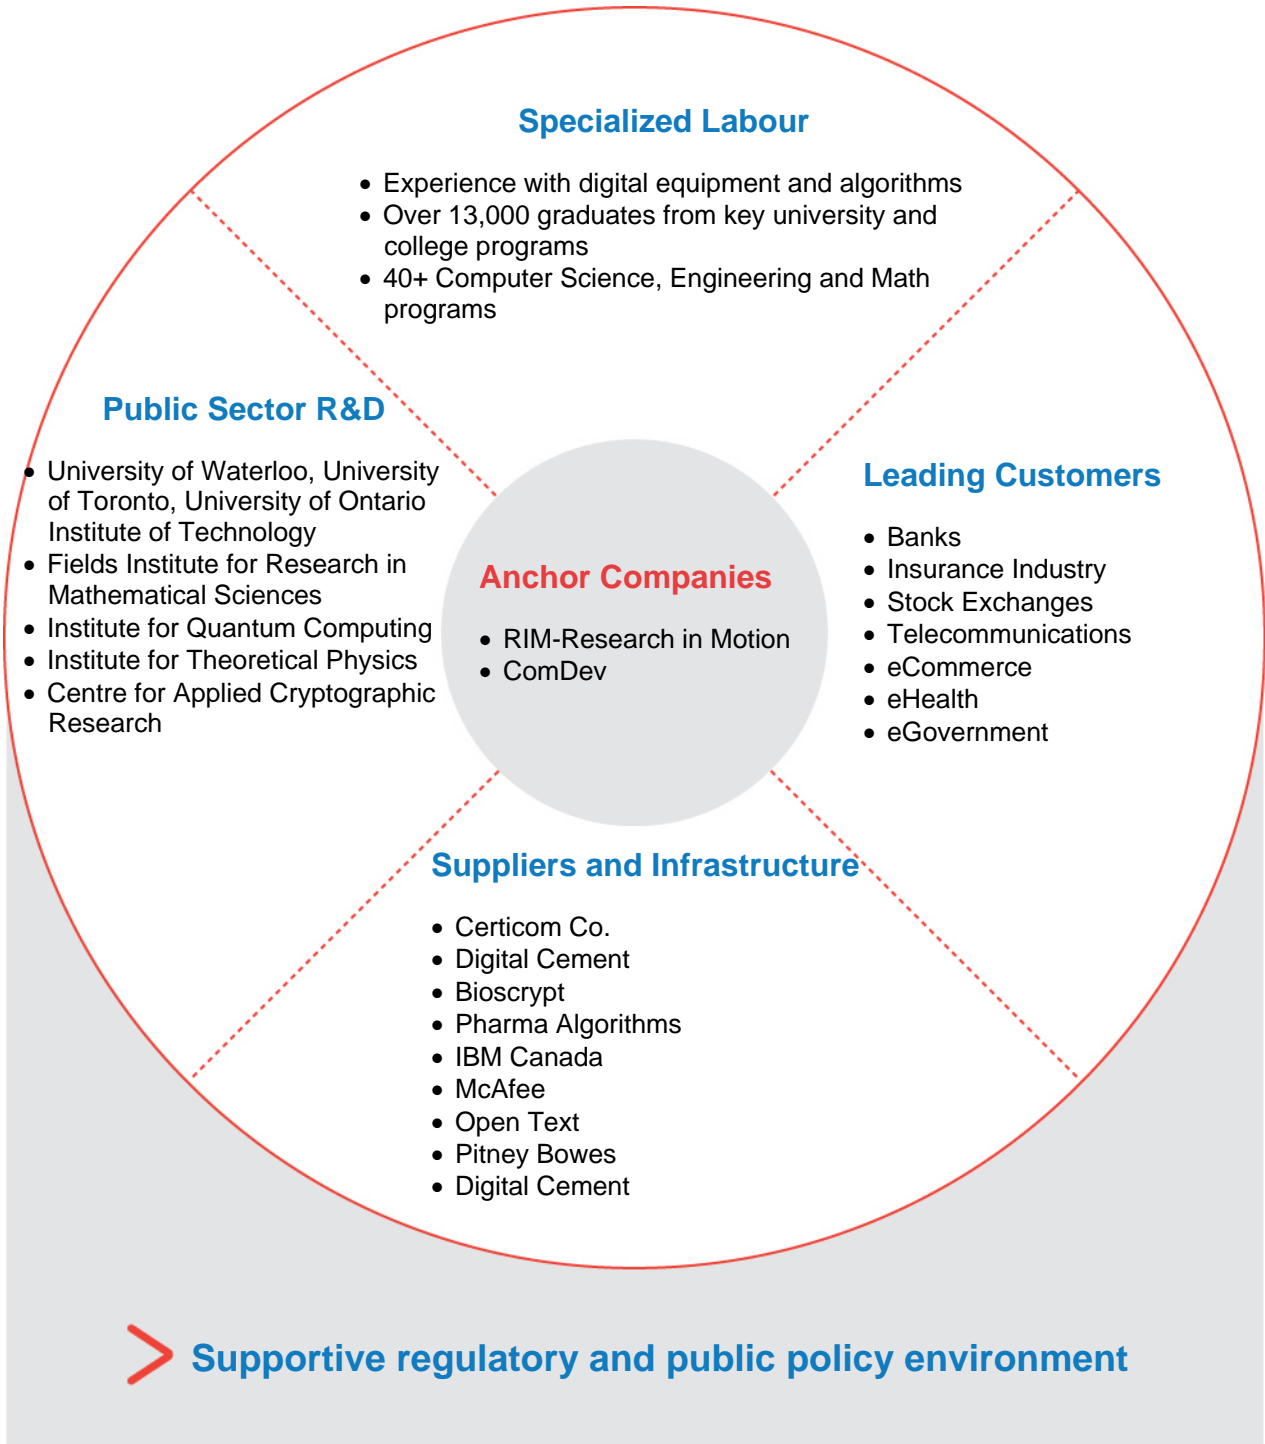 Specialized Labour
• Experience with digital equipment and algorithms
• Over 13,000 graduates from key university and
college programs
• 40+ Computer Science, Engineering and Math
programs
Public Sector R&D
• University of Waterloo, University
of Toronto, University of Ontario
Institute of Technology
• Fields Institute for Research in
Mathematical Sciences
• Institute for Quantum Computing
• Institute for Theoretical Physics
• Centre for Applied Cryptographic
Research
Anchor Companies
• RIM-Research in Motion
• ComDev
Leading Customers
• Banks
• Insurance Industry
• Stock Exchanges
• Telecommunications
• eCommerce
• eHealth
• eGovernment
Suppliers and Infrastructure
• Certicom Co.
• Digital Cement
• Bioscrypt
• Pharma Algorithms
• IBM Canada
• McAfee
• Open Text
• Pitney Bowes
• Digital Cement
Supportive regulatory and public policy environment